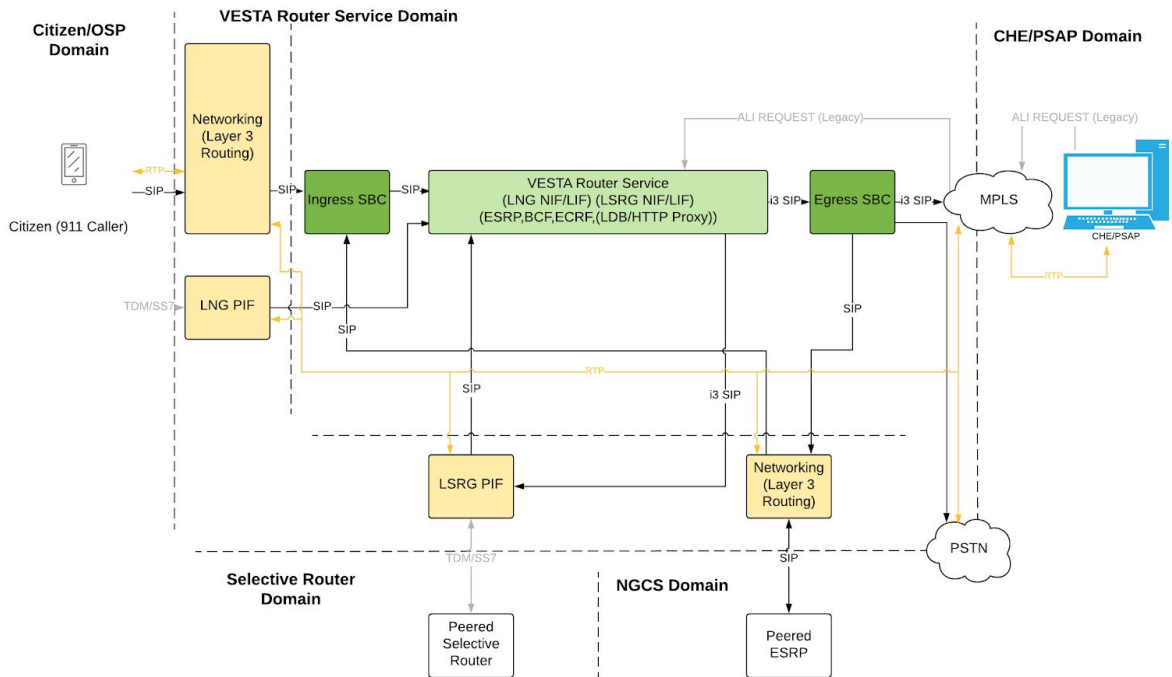 VESTA Router Service Domain
Citizen/OSP
Domain
CHE/PSAP Domain
Networking
(Layer 3
Routing)
RTP
SIP
SIP
Ingress SBC
SIP
VESTA Router Service
(LNG NIF/LIF) (LSRG NIF/LIF)
(ESRP,BCF,ECRF,(LDB/HTTP Proxy))
ALI REQUEST (Legacy)
i3 SIP
Egress SBC
i3 SIP
MPLS
ALI REQUEST (Legacy)
CHE/PSAP
Citizen (911 Caller)
RTP
TDM/SS7
LNG PIF
SIP
SIP
SIP
RTP
SIP
i3 SIP
LSRG PIF
Networking
(Layer 3
Routing)
PSTN
TDM/SS7
SIP
Selective Router
Domain
NGCS Domain
Peered
Selective
Router
Peered
ESRP